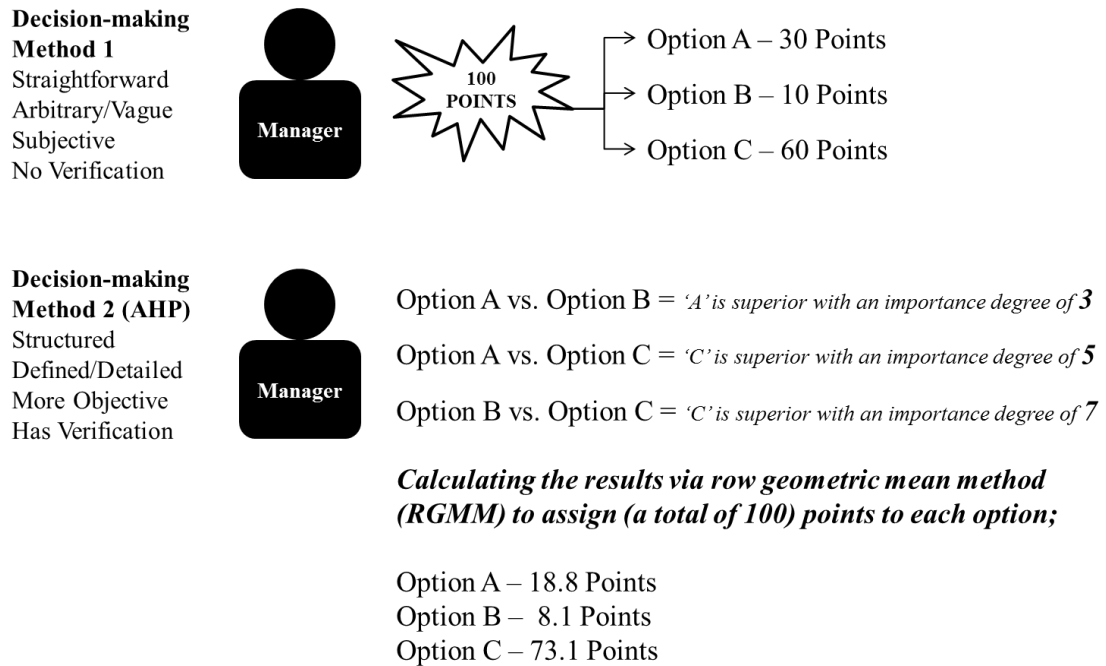 Decision-making
Method 1
Straightforward
Arbitrary/Vague
Subjective
No Verification
Manager
100
POINTS
Option A – 30 Points
Option B – 10 Points
Option C – 60 Points
Decision-making
Method 2 (AHP)
Structured
Defined/Detailed
More Objective
Has Verification
Manager
Option A vs. Option B = ‘A’ is superior with an importance degree of 3
Option A vs. Option C = ‘C’ is superior with an importance degree of 5
Option B vs. Option C = ‘C’ is superior with an importance degree of 7
Calculating the results via row geometric mean method
(RGMM) to assign (a total of 100) points to each option;
Option A – 18.8 Points
Option B – 8.1 Points
Option C – 73.1 Points